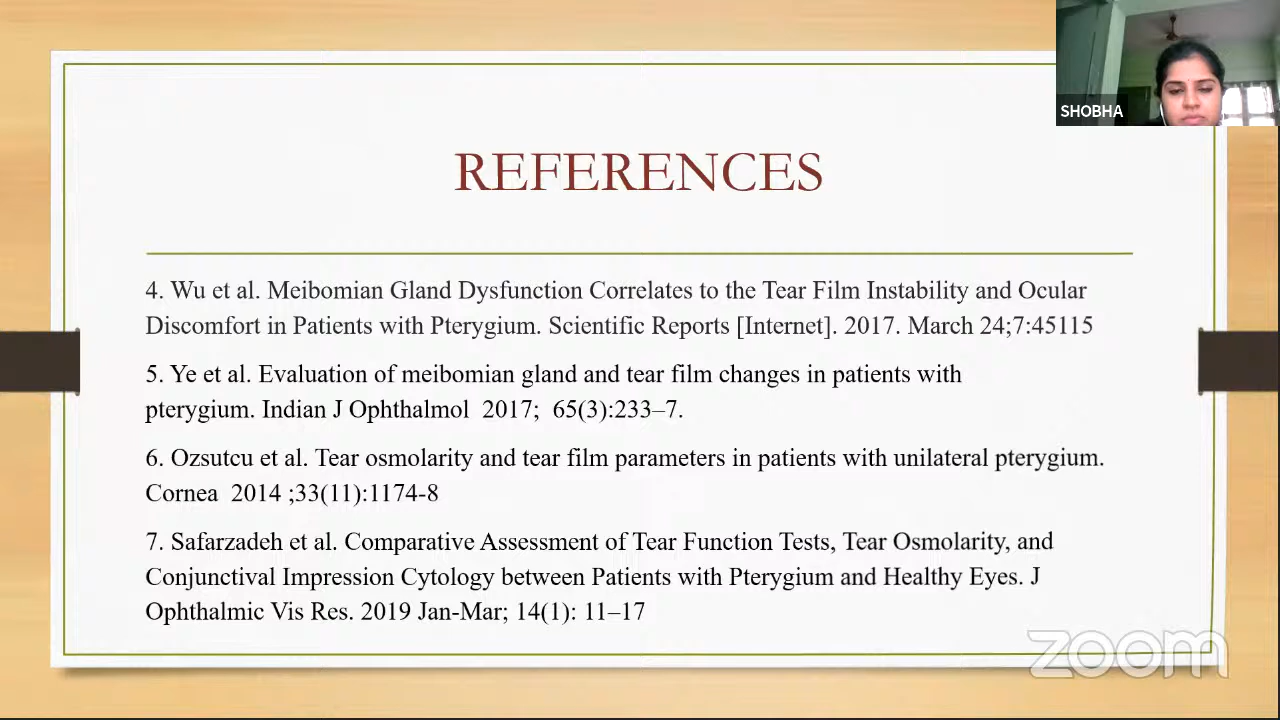 SHOBHA
REFERENCES
4. Wu et al. Meibomian Gland Dysfunction Correlates to the Tear Film Instability and Ocular
Discomfort in Patients with Pterygium. Scientific Reports [Internet]. 2017. March 24;7:45115
5. Ye et al. Evaluation of meibomian gland and tear film changes in patients with
pterygium. Indian J Ophthalmol  2017;  65(3):233–7.
6. Ozsutcu et al. Tear osmolarity and tear film parameters in patients with unilateral pterygium.
Cornea  2014 ;33(11):1174-8
7. Safarzadeh et al. Comparative Assessment of Tear Function Tests, Tear Osmolarity, and
Conjunctival Impression Cytology between Patients with Pterygium and Healthy Eyes. J
Ophthalmic Vis Res. 2019 Jan-Mar; 14(1): 11–17
zoom